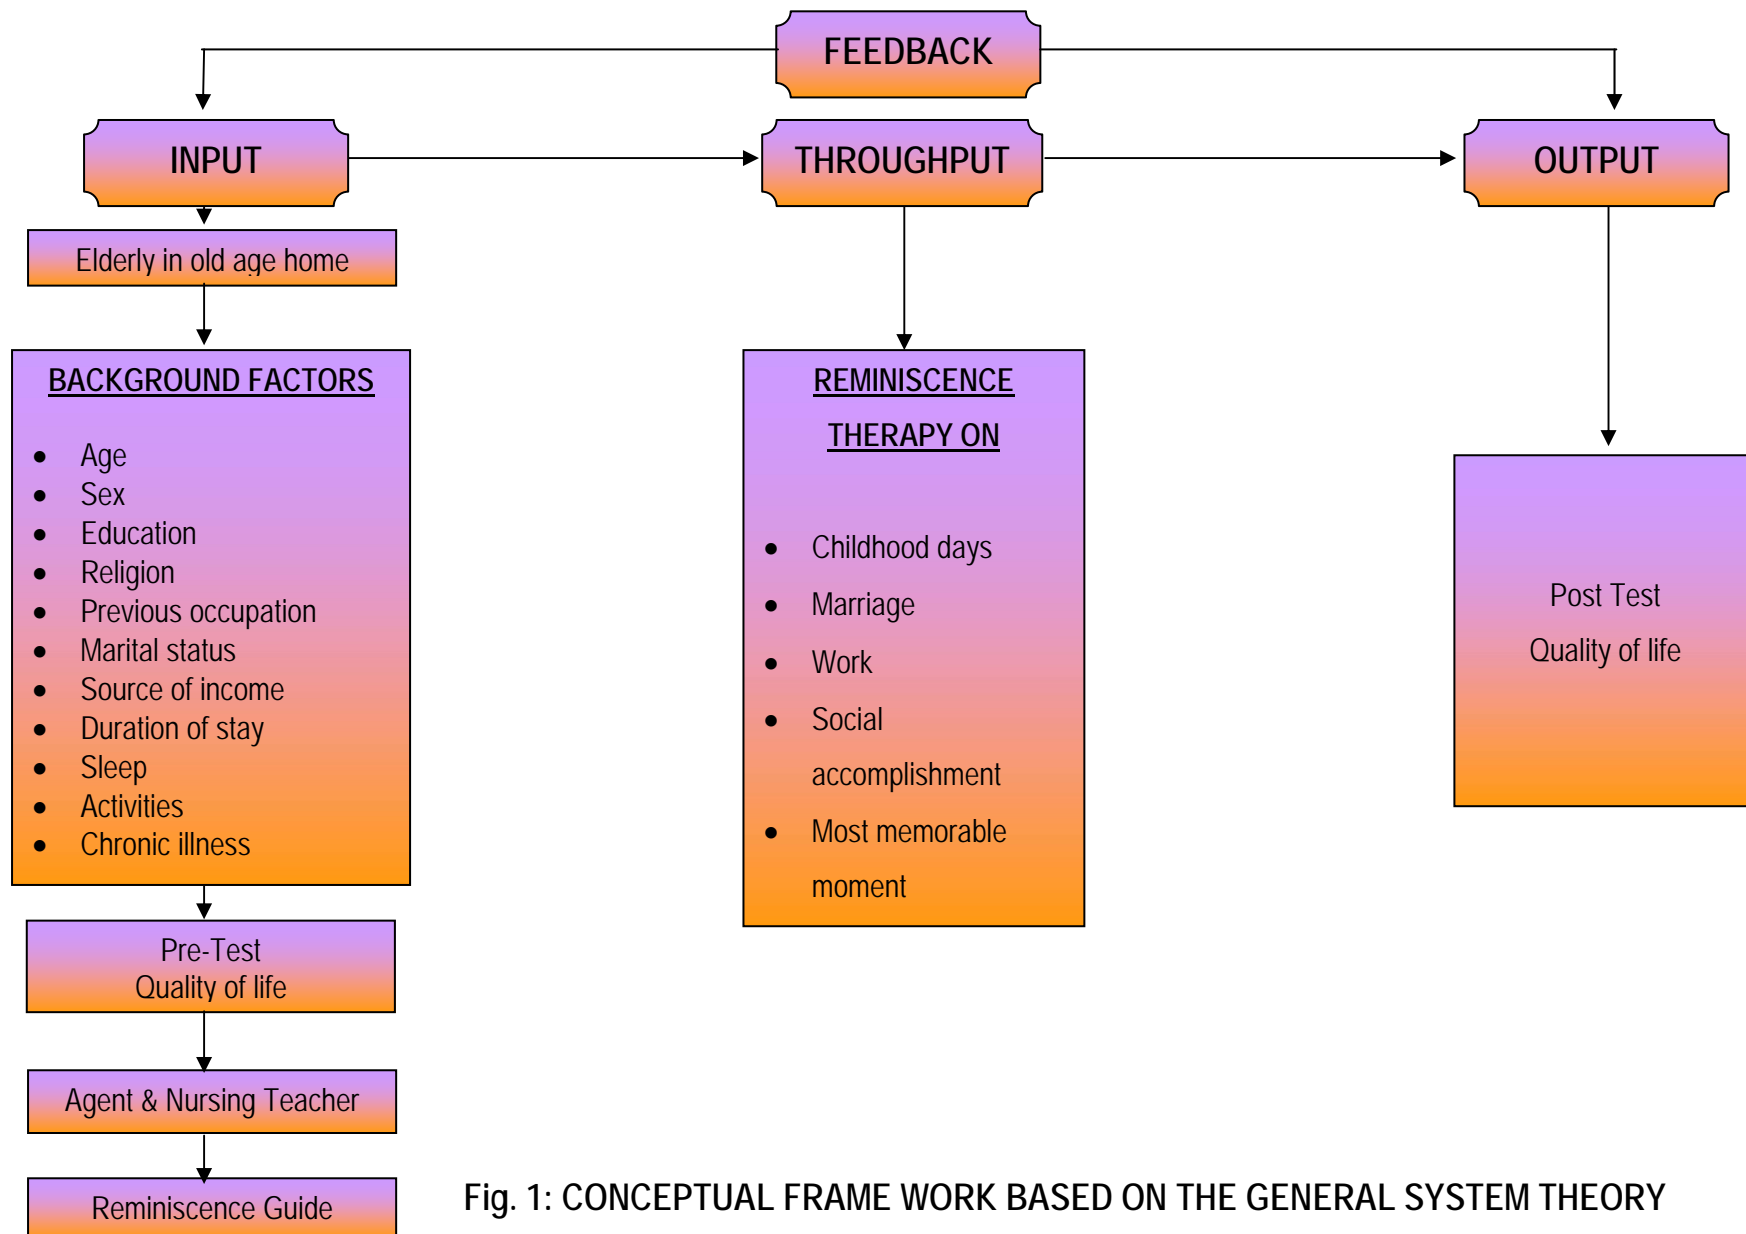 FEEDBACK
INPUT
THROUGHPUT
OUTPUT
Elderly in old age home
BACKGROUND FACTORS
• Age
• Sex
• Education
• Religion
• Previous occupation
• Marital status
• Source of income
• Duration of stay
• Sleep
• Activities
• Chronic illness
Pre-Test
Quality of life
Agent & Nursing Teacher
Reminiscence Guide
REMINISCENCE
THERAPY ON
• Childhood days
• Marriage
• Work
• Social
accomplishment
• Most memorable
moment
Post Test
Quality of life
Fig. 1: CONCEPTUAL FRAME WORK BASED ON THE GENERAL SYSTEM THEORY